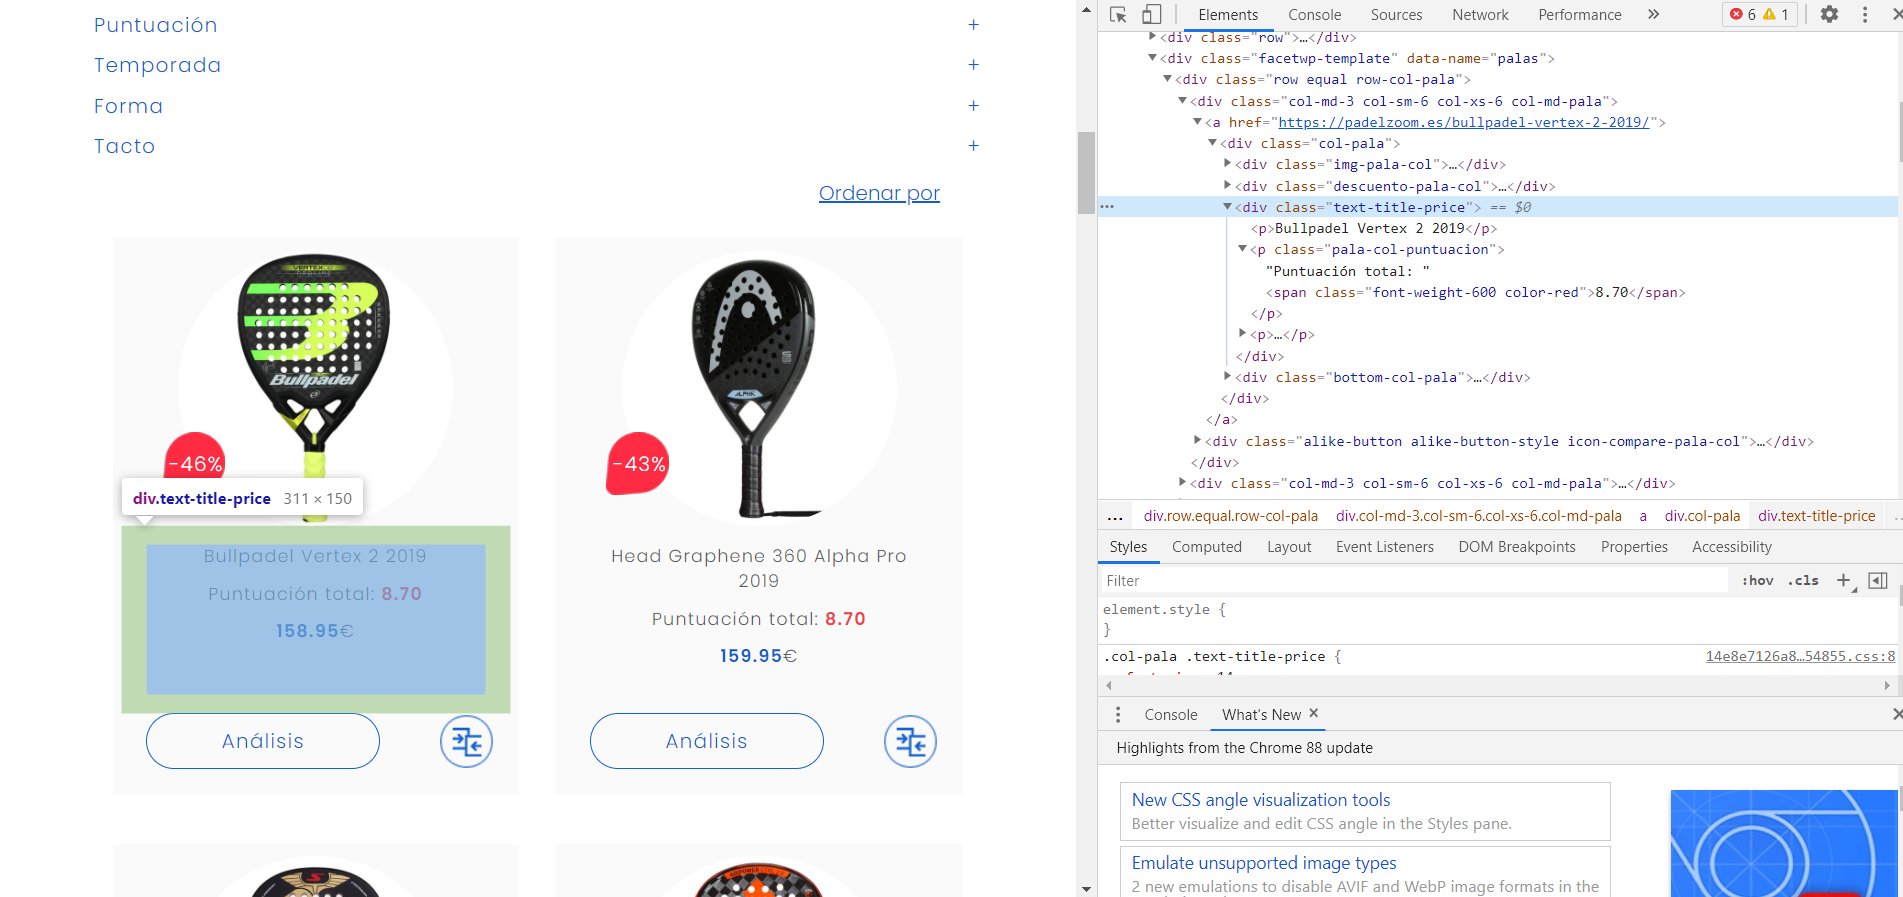 Puntuación +
Temporada +
Forma +
Tacto +
Ordenar por
VERTEX
Bullpadel
ALPHA
-46%
-43%
div.text-title-price 311 × 150
Bullpadel Vertex 2 2019
Puntuación total: 8.70
158.95€
Head Graphene 360 Alpha Pro
2019
Puntuación total: 8.70
159.95€
Análisis
Análisis
S
Elements Console Sources Network Performance » 6 1
<div class="row">…</div>
<div class="facetwp-template" data-name="palas">
<div class="row equal row-col-pala">
<div class="col-md-3 col-sm-6 col-xs-6 col-md-pala">
<a href="https://padelzoom.es/bullpadel-vertex-2-2019/">
<div class="col-pala">
<div class="img-pala-col">…</div>
<div class="descuento-pala-col">…</div>
<div class="text-title-price"> == $0
<p>Bullpadel Vertex 2 2019</p>
<p class="pala-col-puntuacion">
"Puntuación total: "
<span class="font-weight-600 color-red">8.70</span>
</p>
<p>…</p>
</div>
<div class="bottom-col-pala">…</div>
</div>
</a>
<div class="alike-button alike-button-style icon-compare-pala-col">…</div>
</div>
<div class="col-md-3 col-sm-6 col-xs-6 col-md-pala">…</div>
… div.row.equal.row-col-pala div.col-md-3.col-sm-6.col-xs-6.col-md-pala a div.col-pala div.text-title-price
Styles Computed Layout Event Listeners DOM Breakpoints Properties Accessibility
Filter :hov .cls +
element.style {
}
.col-pala .text-title-price { 14e8e7126a8…54855.css:8
Console What's New ×
Highlights from the Chrome 88 update
New CSS angle visualization tools
Better visualize and edit CSS angle in the Styles pane.
Emulate unsupported image types
2 new emulations to disable AVIF and WebP image formats in the